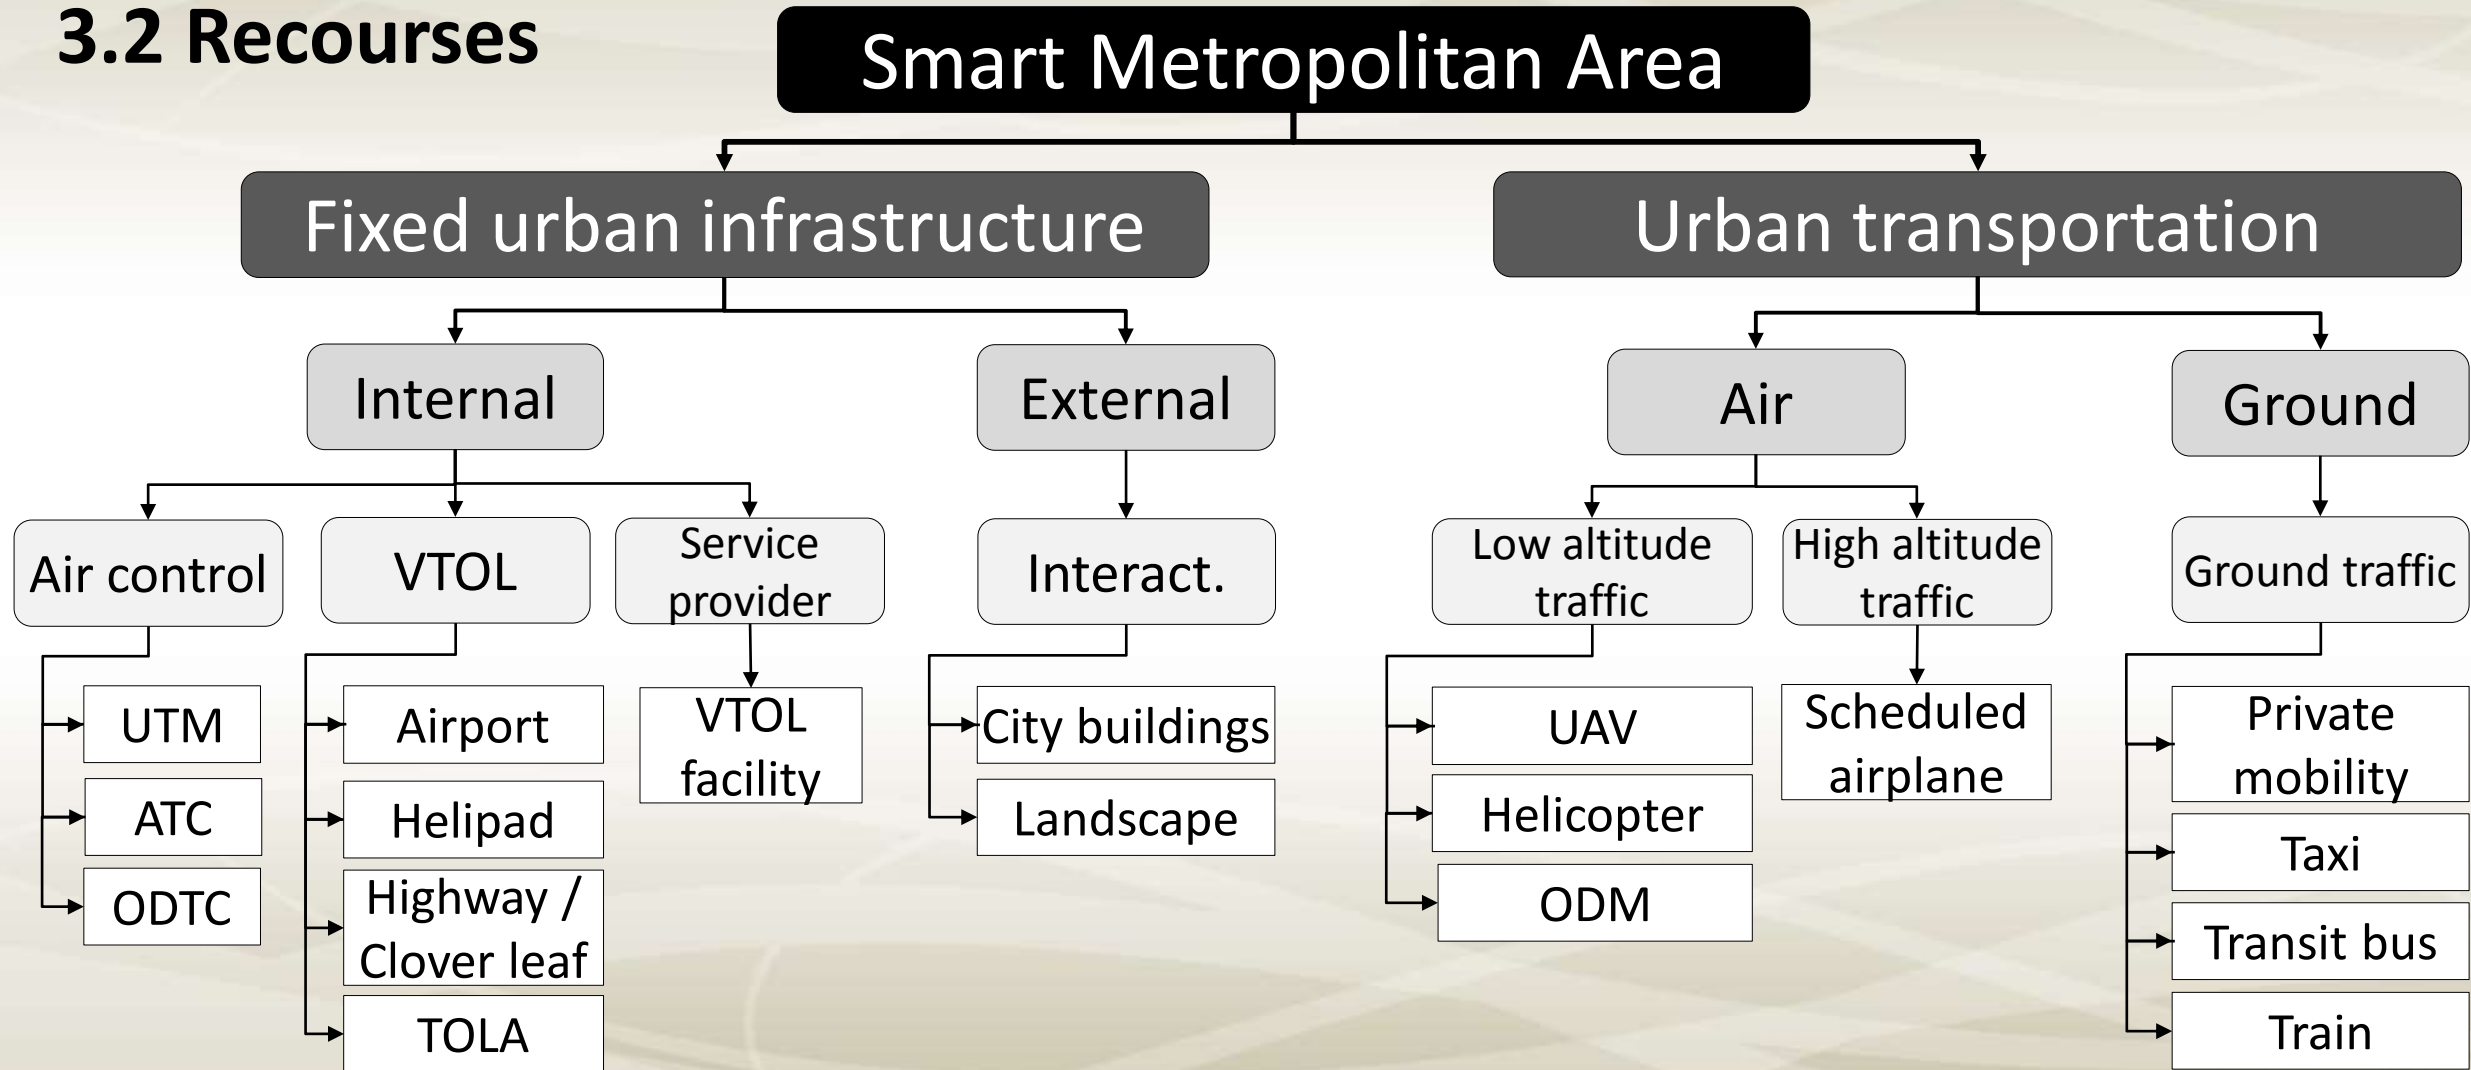 3.2 Recourses
Smart Metropolitan Area
Fixed urban infrastructure
Urban transportation
Internal
External
Air
Ground
Air control
VTOL
Service
provider
Interact.
Low altitude
traffic
High altitude
traffic
Ground traffic
UTM
ATC
ODTC
Airport
Helipad
Highway /
Clover leaf
TOLA
VTOL
facility
City buildings
Landscape
UAV
Helicopter
ODM
Scheduled
airplane
Private
mobility
Taxi
Transit bus
Train